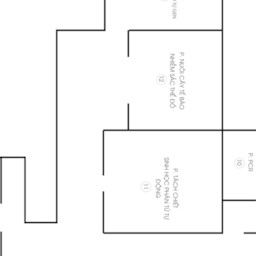 P. NUÔI CẤY TẾ BÀO
NHIỄM SẮC THỂ ĐỒ
12
P. TÁCH CHIẾT
SINH HỌC PHÂN TỬ TỰ
ĐỘNG
11
P. PCR
10